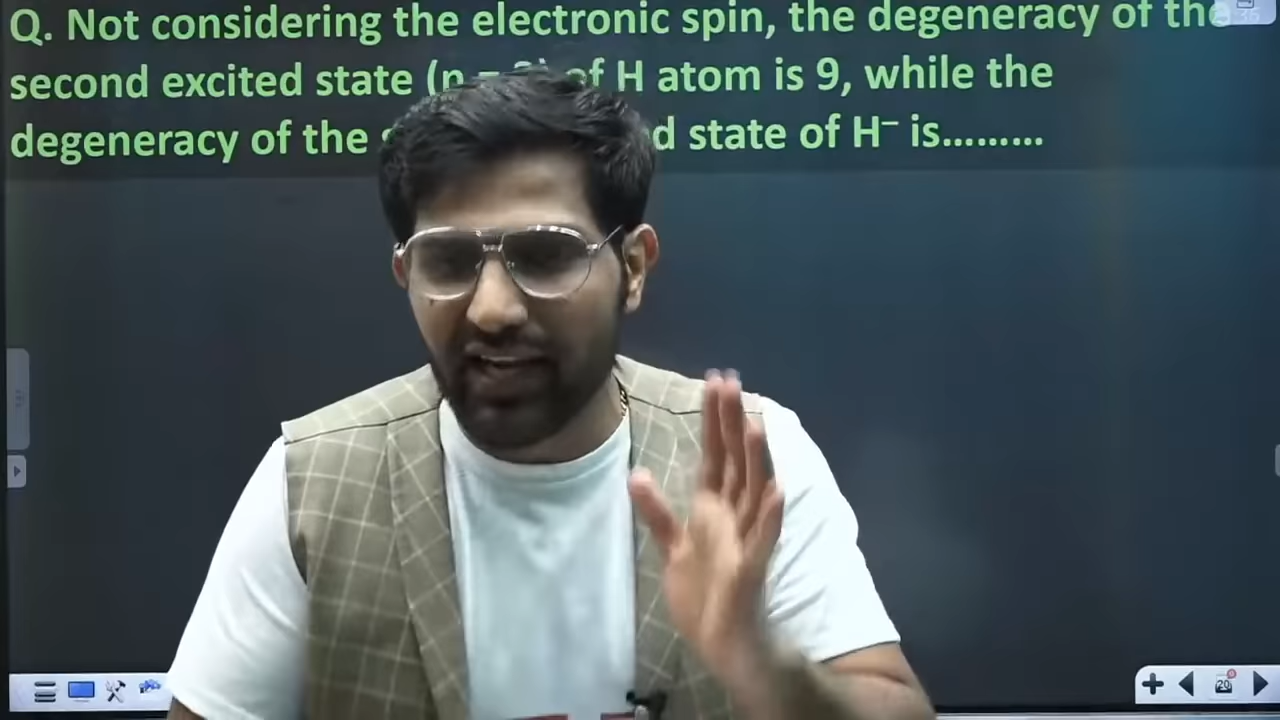 Q. Not considering the electronic spin, the degeneracy of the
second excited state (n = of H atom is 9, while the
degeneracy of the state of H⁻ is.........
20